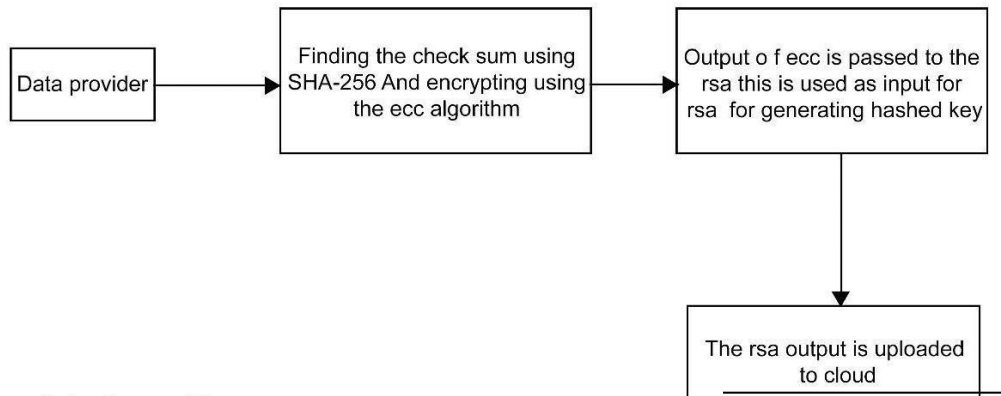 Data provider
Finding the check sum using
SHA-256 And encrypting using
the ecc algorithm
Output o f ecc is passed to the
rsa this is used as input for
rsa for generating hashed key
The rsa output is uploaded
to cloud